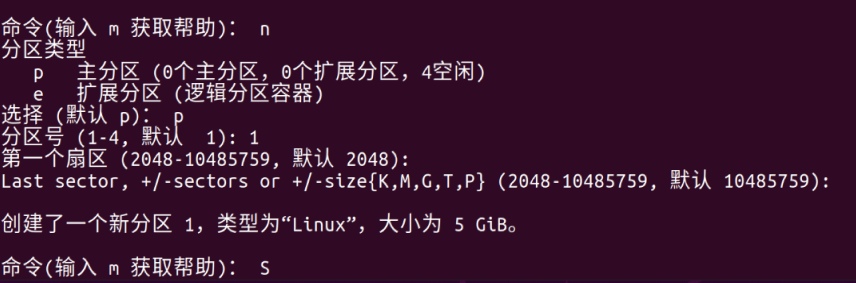 命令(输入 m 获取帮助)： n
分区类型
   p   主分区 (0个主分区，0个扩展分区，4空闲)
   e   扩展分区 (逻辑分区容器)
选择 (默认 p)： p
分区号 (1-4, 默认  1): 1
第一个扇区 (2048-10485759, 默认 2048):
Last sector, +/-sectors or +/-size{K,M,G,T,P} (2048-10485759, 默认 10485759):
创建了一个新分区 1，类型为“Linux”，大小为 5 GiB。
命令(输入 m 获取帮助)： S